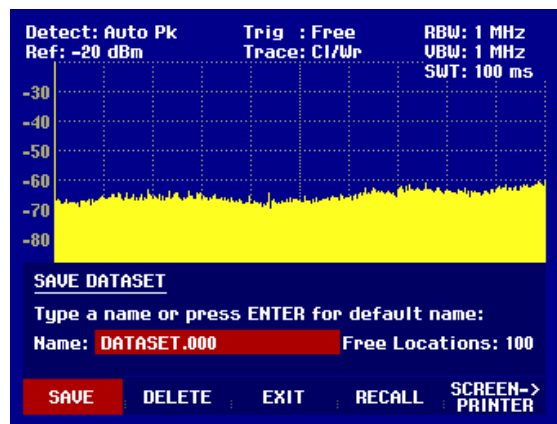 Detect: Auto Pk Trig : Free RBW: 1 MHz
Ref: -20 dBm Trace: Cl/Wr VBW: 1 MHz
SWT: 100 ms
-30
-40
-50
-60
-70
-80
SAVE DATASET
Type a name or press ENTER for default name:
Name: DATASET.000 Free Locations: 100
SAVE DELETE EXIT RECALL SCREEN->
PRINTER